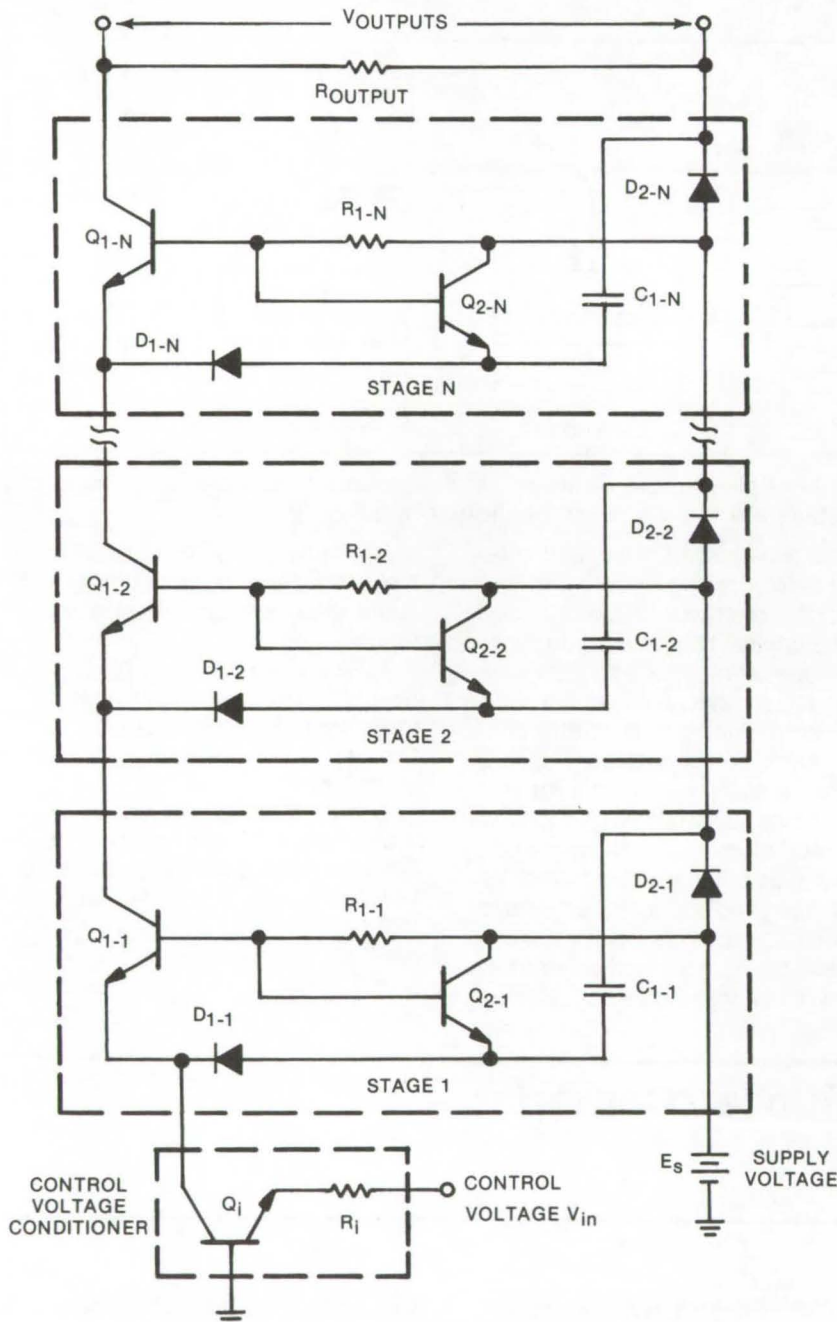 VOUTPUTS
ROUTPUT
D2-N
R1-N
Q1-N
Q2-N
C1-N
D1-N
STAGE N
D2-2
R1-2
Q1-2
Q2-2
C1-2
D1-2
STAGE 2
D2-1
R1-1
Q1-1
Q2-1
C1-1
D1-1
STAGE 1
CONTROL
VOLTAGE
CONDITIONER
Qi
Ri
CONTROL
VOLTAGE Vin
Es
SUPPLY
VOLTAGE